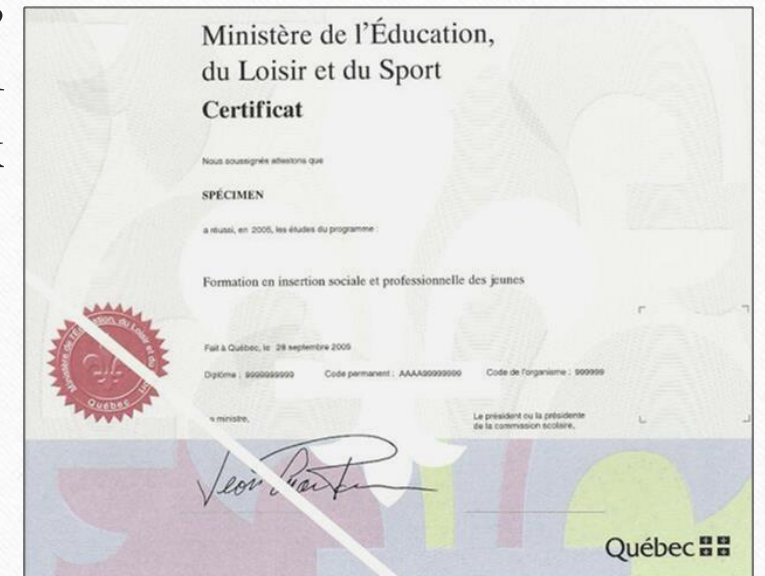 Ministère de l'Éducation,
du Loisir et du Sport
Certificat
Nous soussignés attestons que
SPÉCIMEN
a réussi, en 2005, les études du programme :
Formation en insertion sociale et professionnelle des jeunes
Fait à Québec, le 28 septembre 2005
Diplôme : 9999999999 Code permanent : AAAA99999999 Code de l'organisme : 999999
ministre,
Le président ou la présidente
de la commission scolaire,
Québec
Québec